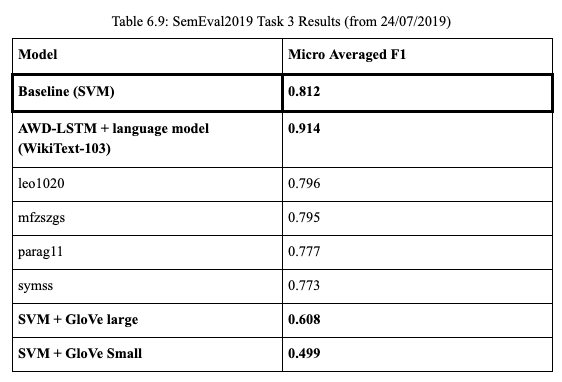 Table 6.9: SemEval2019 Task 3 Results (from 24/07/2019)
Model Micro Averaged F1
Baseline (SVM) 0.812
AWD-LSTM + language model 0.914
(WikiText-103)
leo1020 0.796
mfzszgs 0.795
parag11 0.777
symss 0.773
SVM + GloVe large 0.608
SVM + GloVe Small 0.499